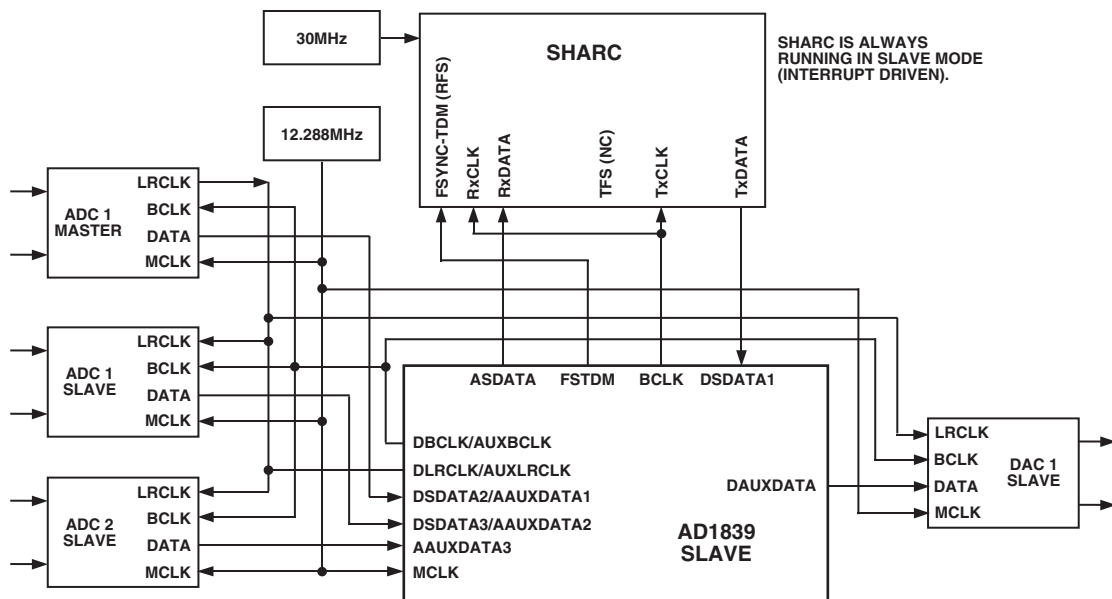 30MHz
SHARC
SHARC IS ALWAYS
RUNNING IN SLAVE MODE
(INTERRUPT DRIVEN).
12.288MHz
FSYNC-TDM (RFS)
RxCLK
RxDATA
TFS (NC)
TxCLK
TxDATA
ADC 1
MASTER
LRCLK
BCLK
DATA
MCLK
ADC 1
SLAVE
LRCLK
BCLK
DATA
MCLK
ADC 2
SLAVE
LRCLK
BCLK
DATA
MCLK
ASDATA
FSTDM
BCLK
DSDATA1
DBCLK/AUXBCLK
DLRCLK/AUXLRCLK
DSDATA2/AAUXDATA1
DSDATA3/AAUXDATA2
AAUXDATA3
MCLK
DAUXDATA
AD1839
SLAVE
LRCLK
BCLK
DATA
MCLK
DAC 1
SLAVE